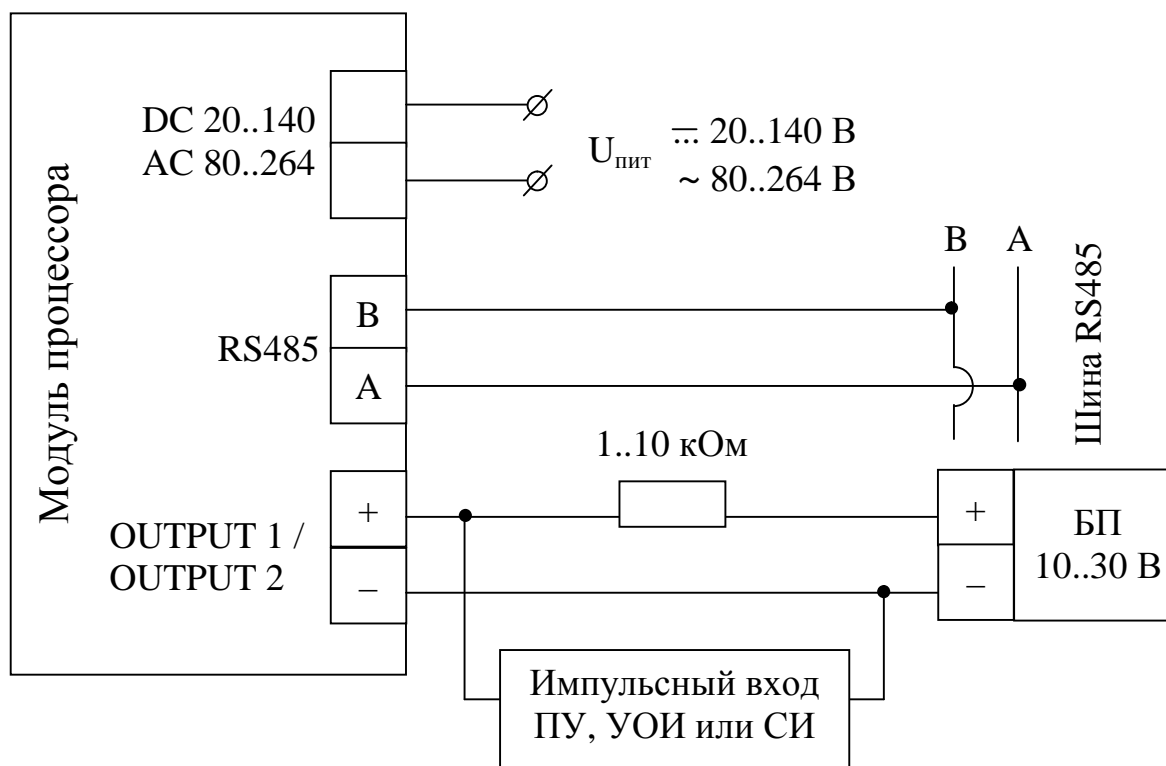 Модуль процессора
DC 20..140
AC 80..264
Uпит
⎓ 20..140 В
~ 80..264 В
B A
Шина RS485
RS485
B
A
1..10 кОм
OUTPUT 1 /
OUTPUT 2
+
−
+
−
БП
10..30 В
Импульсный вход
ПУ, УОИ или СИ